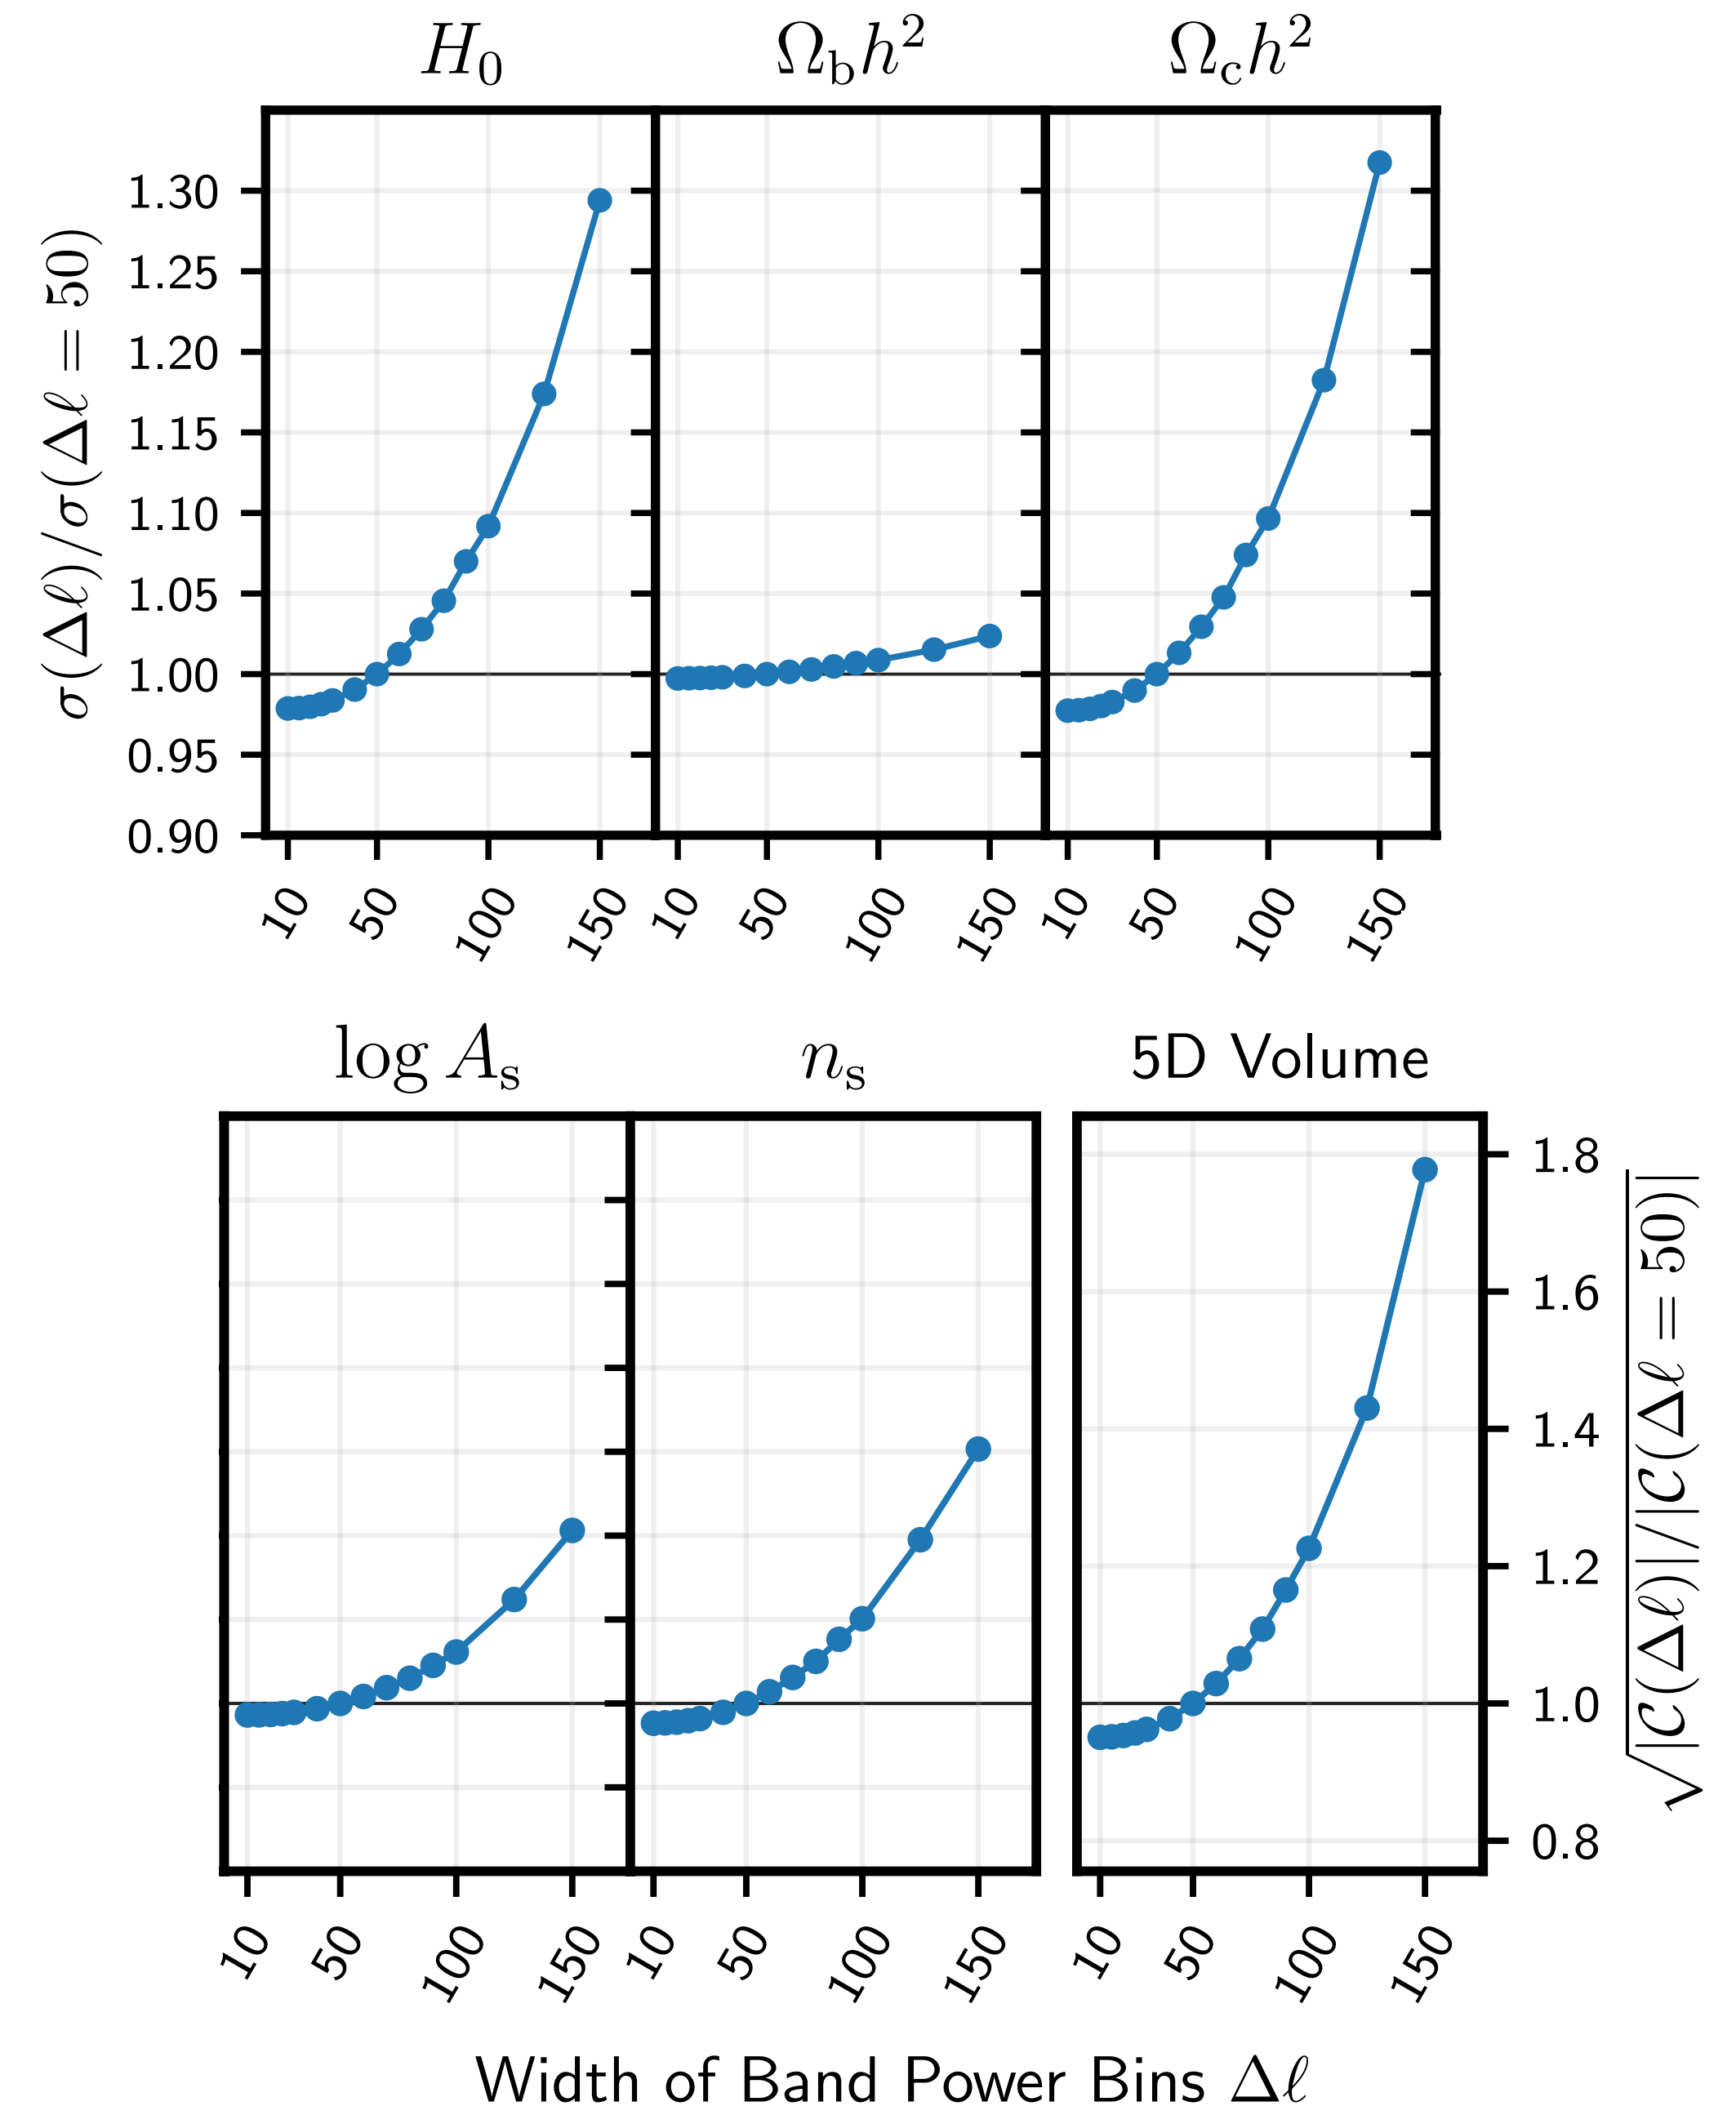 H₀ Ω_b h² Ω_c h²
σ(Δℓ)/σ(Δℓ = 50)
1.30
1.25
1.20
1.15
1.10
1.05
1.00
0.95
0.90
10 50 100 150 10 50 100 150 10 50 100 150
log A_s n_s 5D Volume
1.8
1.6
1.4
1.2
1.0
0.8
√|𝒞(Δℓ)|/|𝒞(Δℓ = 50)|
10 50 100 150 10 50 100 150 10 50 100 150
Width of Band Power Bins Δℓ